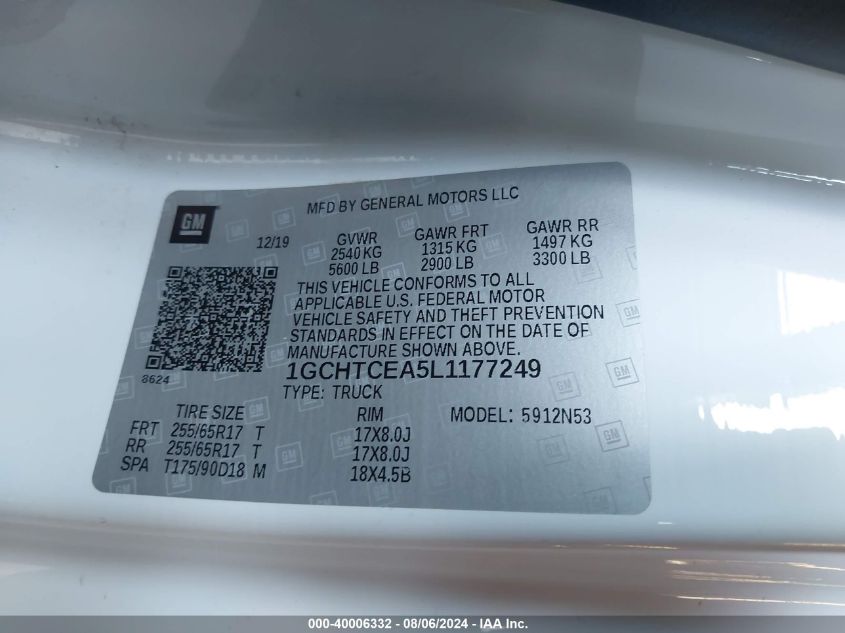 MFD BY GENERAL MOTORS LLC
GM
12/19 GVWR GAWR FRT GAWR RR
2540 KG 1315 KG 1497 KG
5600 LB 2900 LB 3300 LB
THIS VEHICLE CONFORMS TO ALL
APPLICABLE U.S. FEDERAL MOTOR
VEHICLE SAFETY AND THEFT PREVENTION
STANDARDS IN EFFECT ON THE DATE OF
MANUFACTURE SHOWN ABOVE.
8624
1GCHTCEA5L1177249
TYPE: TRUCK
TIRE SIZE RIM MODEL: 5912N53
FRT 255/65R17 T 17X8.0J
RR 255/65R17 T 17X8.0J
SPA T175/90D18 M 18X4.5B
000-40006332 - 08/06/2024 - IAA Inc.